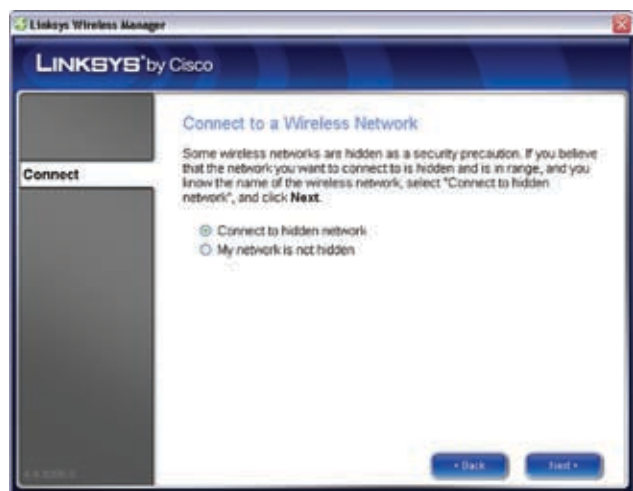 Linksys Wireless Manager
LINKSYS® by Cisco
Connect to a Wireless Network
Some wireless networks are hidden as a security precaution. If you believe
that the network you want to connect to is hidden and is in range, and you
know the name of the wireless network, select "Connect to hidden
network", and click Next.
Connect
Connect to hidden network
My network is not hidden
Back
Next